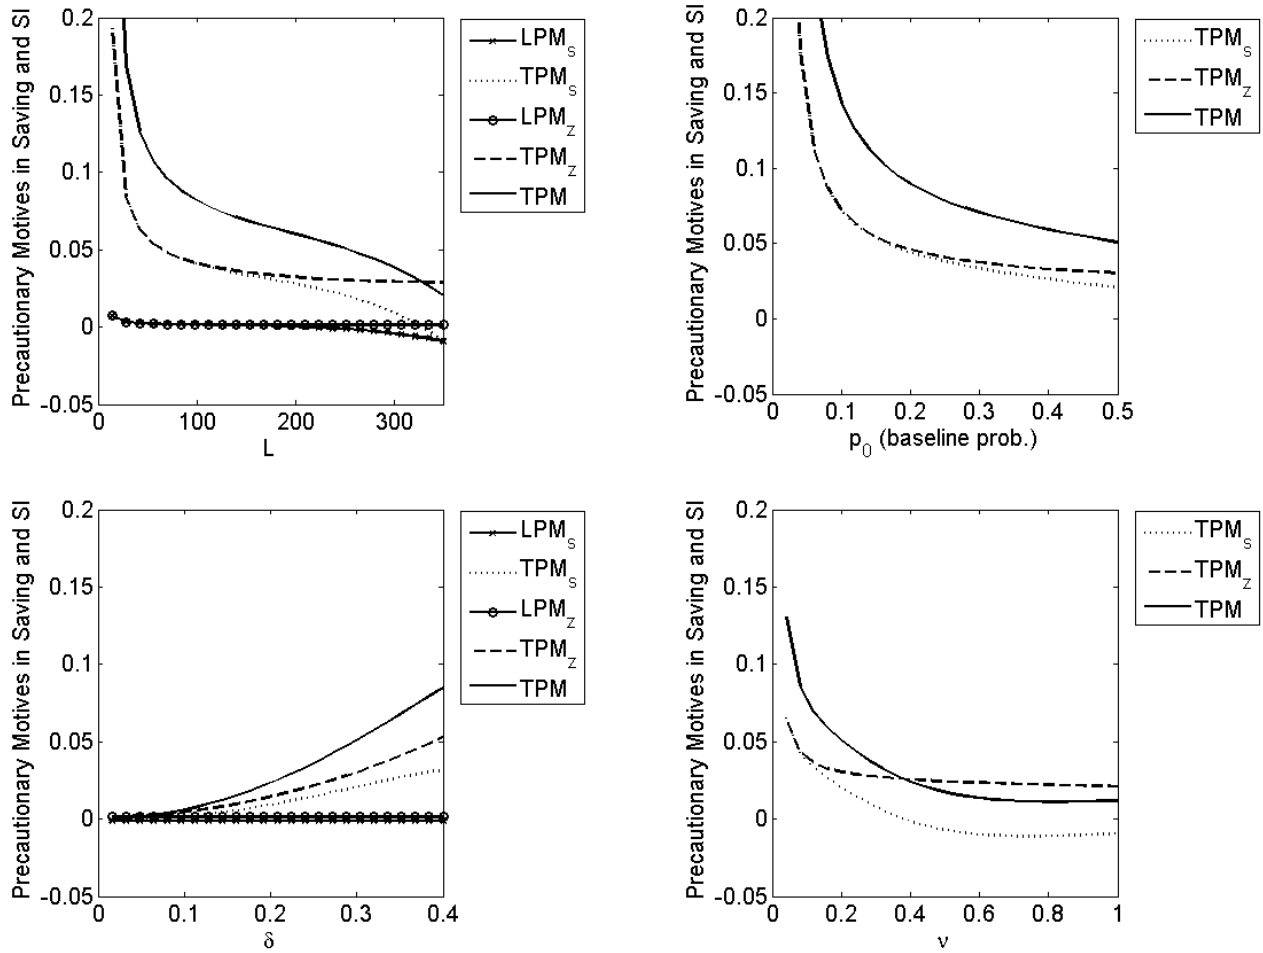 Precautionary Motives in Saving and SI
0.2
0.15
0.1
0.05
0
-0.05
0
100
200
300
L
LPM_S
TPM_S
LPM_Z
TPM_Z
TPM
Precautionary Motives in Saving and SI
0.2
0.15
0.1
0.05
0
-0.05
0
0.1
0.2
0.3
0.4
0.5
p_0 (baseline prob.)
TPM_S
TPM_Z
TPM
Precautionary Motives in Saving and SI
0.2
0.15
0.1
0.05
0
-0.05
0
0.1
0.2
0.3
0.4
δ
LPM_S
TPM_S
LPM_Z
TPM_Z
TPM
Precautionary Motives in Saving and SI
0.2
0.15
0.1
0.05
0
-0.05
0
0.2
0.4
0.6
0.8
1
ν
TPM_S
TPM_Z
TPM